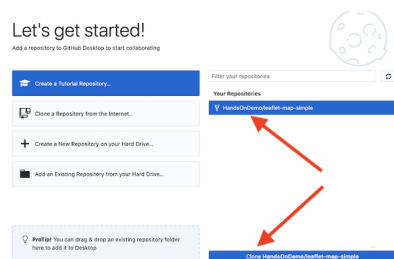 Let's get started!
Add a repository to GitHub Desktop to start collaborating
Create a Tutorial Repository...
Clone a Repository from the Internet...
Create a New Repository on your Hard Drive...
Add an Existing Repository from your Hard Drive...
ProTip! You can drag & drop an existing repository folder
here to add it to Desktop
Filter your repositories
Your Repositories
HandsOnDemo/leaflet-map-simple
Clone HandsOnDemo/leaflet-map-simple